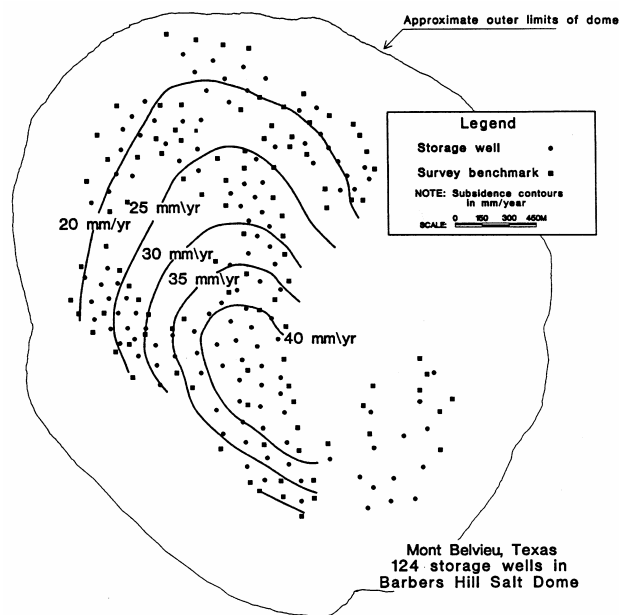 Approximate outer limits of dome
Legend
Storage well
Survey benchmark
NOTE: Subsidence contours
in mm/year
SCALE: 0 150 300 450M
25 mm\yr
20 mm/yr
30 mm\yr
35 mm\yr
40 mm\yr
Mont Belvieu, Texas
124 storage wells in
Barbers Hill Salt Dome